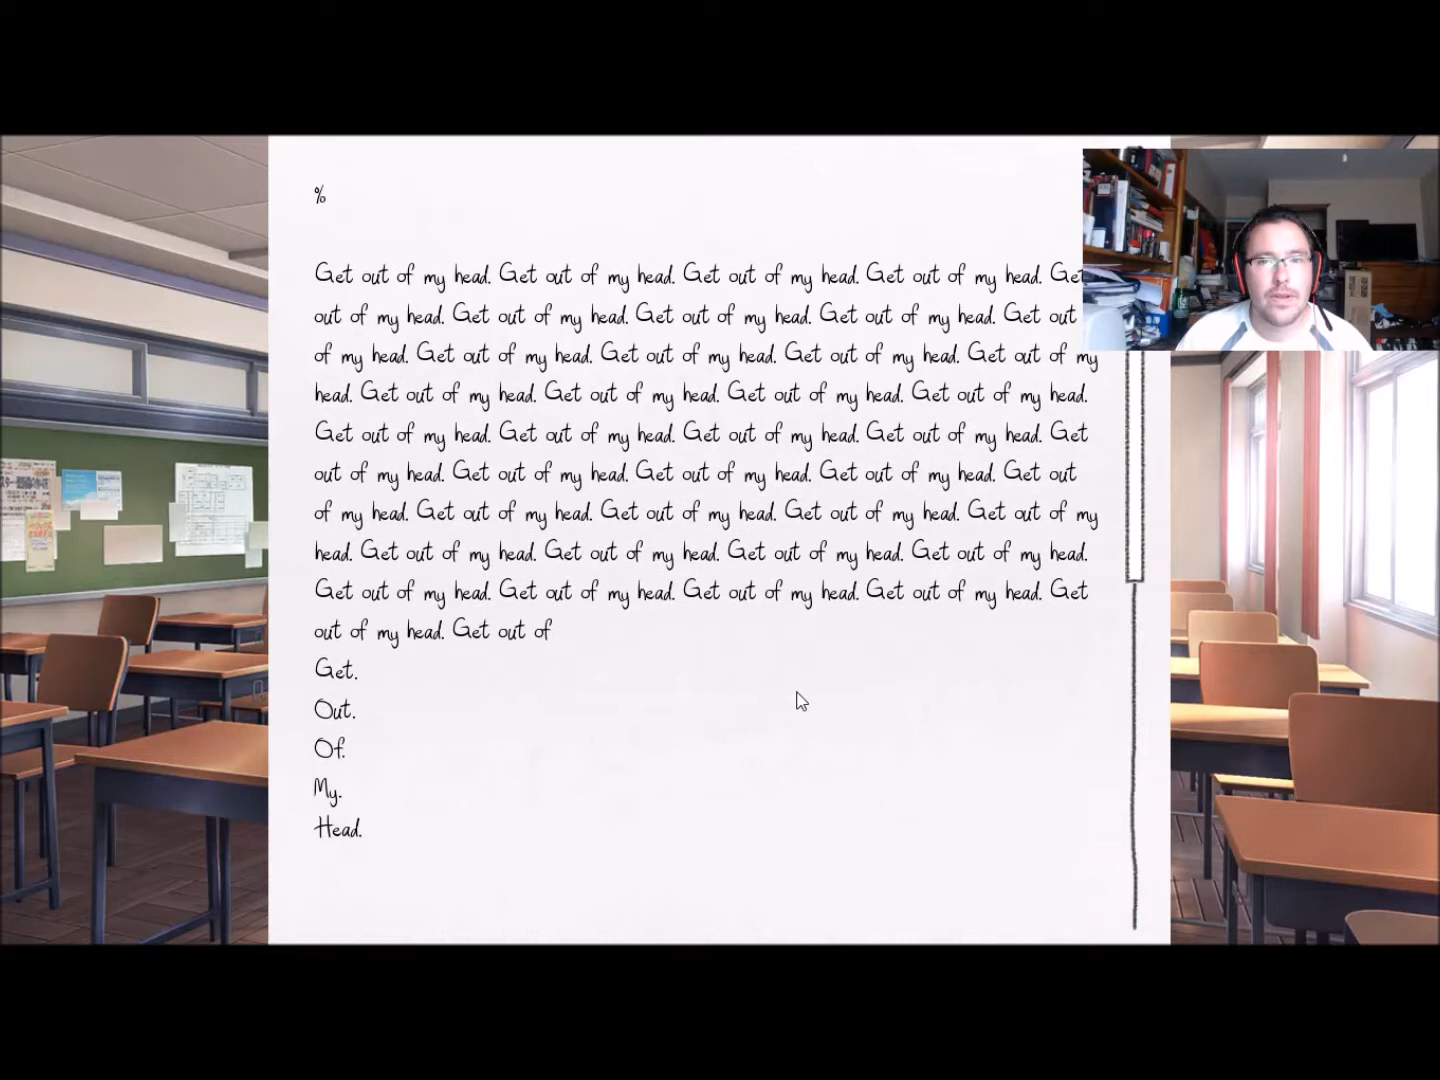 %
Get out of my head. Get out of my head. Get out of my head. Get out of my head. Get
out of my head. Get out of my head. Get out of my head. Get out of my head. Get out
of my head. Get out of my head. Get out of my head. Get out of my head. Get out of my
head. Get out of my head. Get out of my head. Get out of my head. Get out of my head.
Get out of my head. Get out of my head. Get out of my head. Get out of my head. Get
out of my head. Get out of my head. Get out of my head. Get out of my head. Get out
of my head. Get out of my head. Get out of my head. Get out of my head. Get out of my
head. Get out of my head. Get out of my head. Get out of my head. Get out of my head.
Get out of my head. Get out of my head. Get out of my head. Get out of my head. Get
out of my head. Get out of
Get.
Out.
Of.
My.
Head.